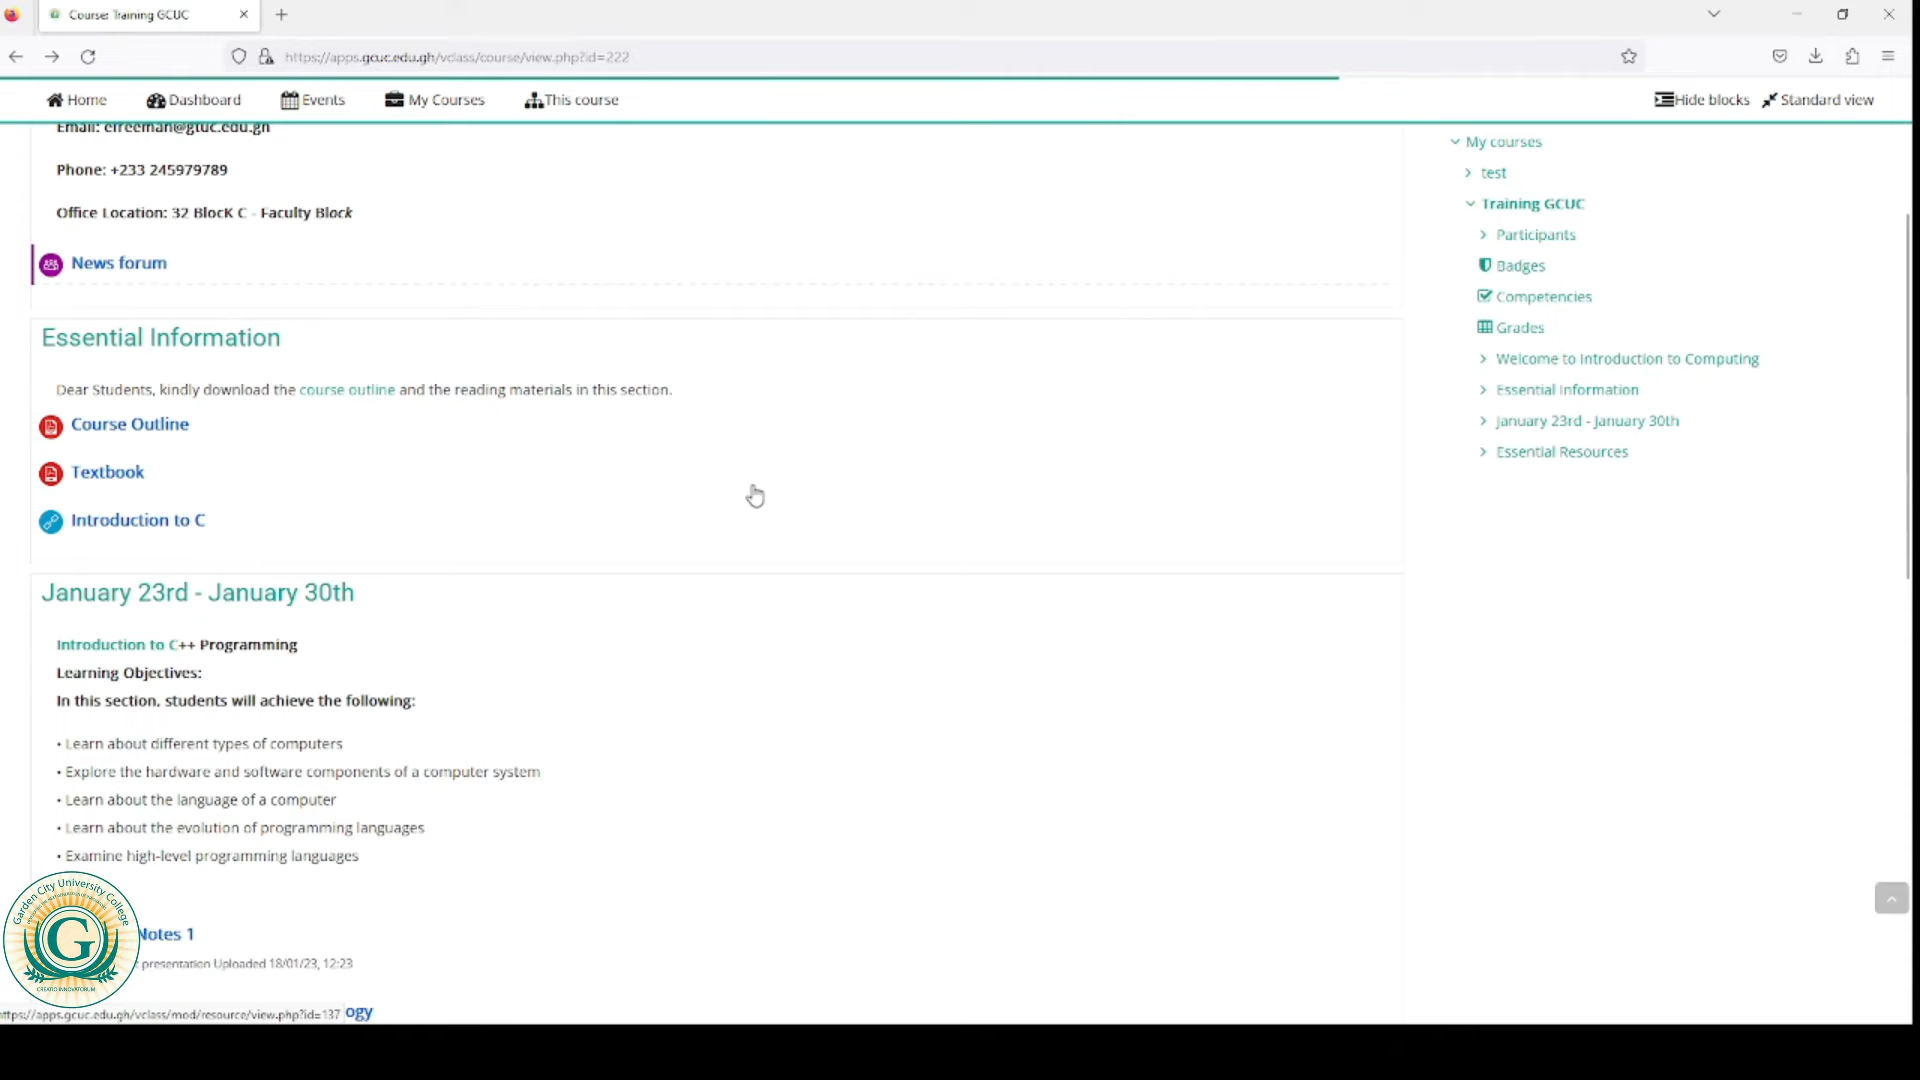 Course: Training GCUC
https://apps.gcuc.edu.gh/vclass/course/view.php?id=222
Home Dashboard Events My Courses This course Hide blocks Standard view
Email: efreeman@gtuc.edu.gh
Phone: +233 245979789
Office Location: 32 BlocK C - Faculty Block
News forum
Essential Information
Dear Students, kindly download the course outline and the reading materials in this section.
Course Outline
Textbook
Introduction to C
January 23rd - January 30th
Introduction to C++ Programming
Learning Objectives:
In this section, students will achieve the following:
• Learn about different types of computers
• Explore the hardware and software components of a computer system
• Learn about the language of a computer
• Learn about the evolution of programming languages
• Examine high-level programming languages
Notes 1
presentation Uploaded 18/01/23, 12:23
ogy
https://apps.gcuc.edu.gh/vclass/mod/resource/view.php?id=137
My courses
test
Training GCUC
Participants
Badges
Competencies
Grades
Welcome to Introduction to Computing
Essential Information
January 23rd - January 30th
Essential Resources
Garden City University College
G
CREATIO INNOVATORUM